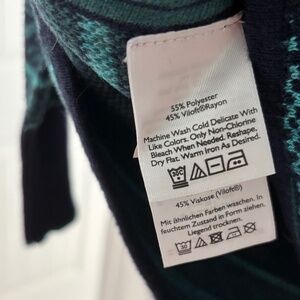 55% Polyester
45% Viloft®Rayon
Machine Wash Cold Delicate With
Like Colors. Only Non-Chlorine
Bleach When Needed. Reshape,
Dry Flat. Warm Iron As Desired.
45% Viskose (Viloft®)
Mit ähnlichen Farben waschen. In
feuchtem Zustand in Form ziehen.
Liegend trocknen.